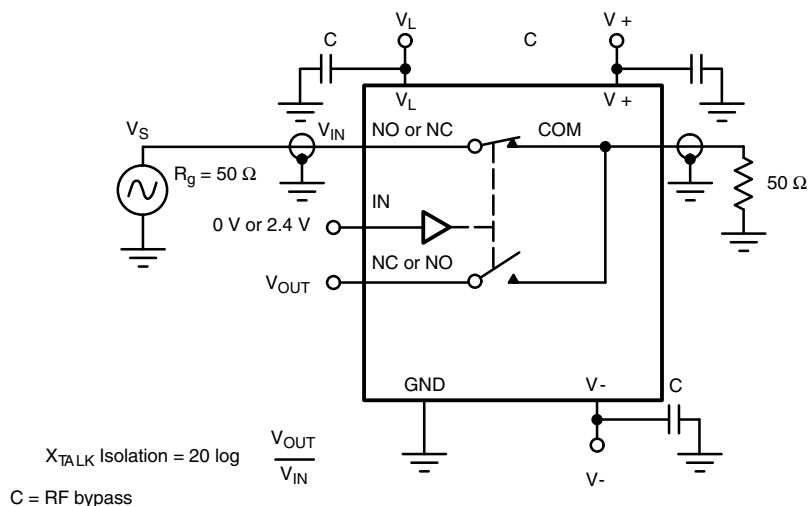 V_L C V +
C
V_L V +
V_S V_IN NO or NC COM
R_g = 50 Ω
50 Ω
IN
0 V or 2.4 V
NC or NO
V_OUT
GND V- C
X_TALK Isolation = 20 log V_OUT
V_IN
V-
C = RF bypass